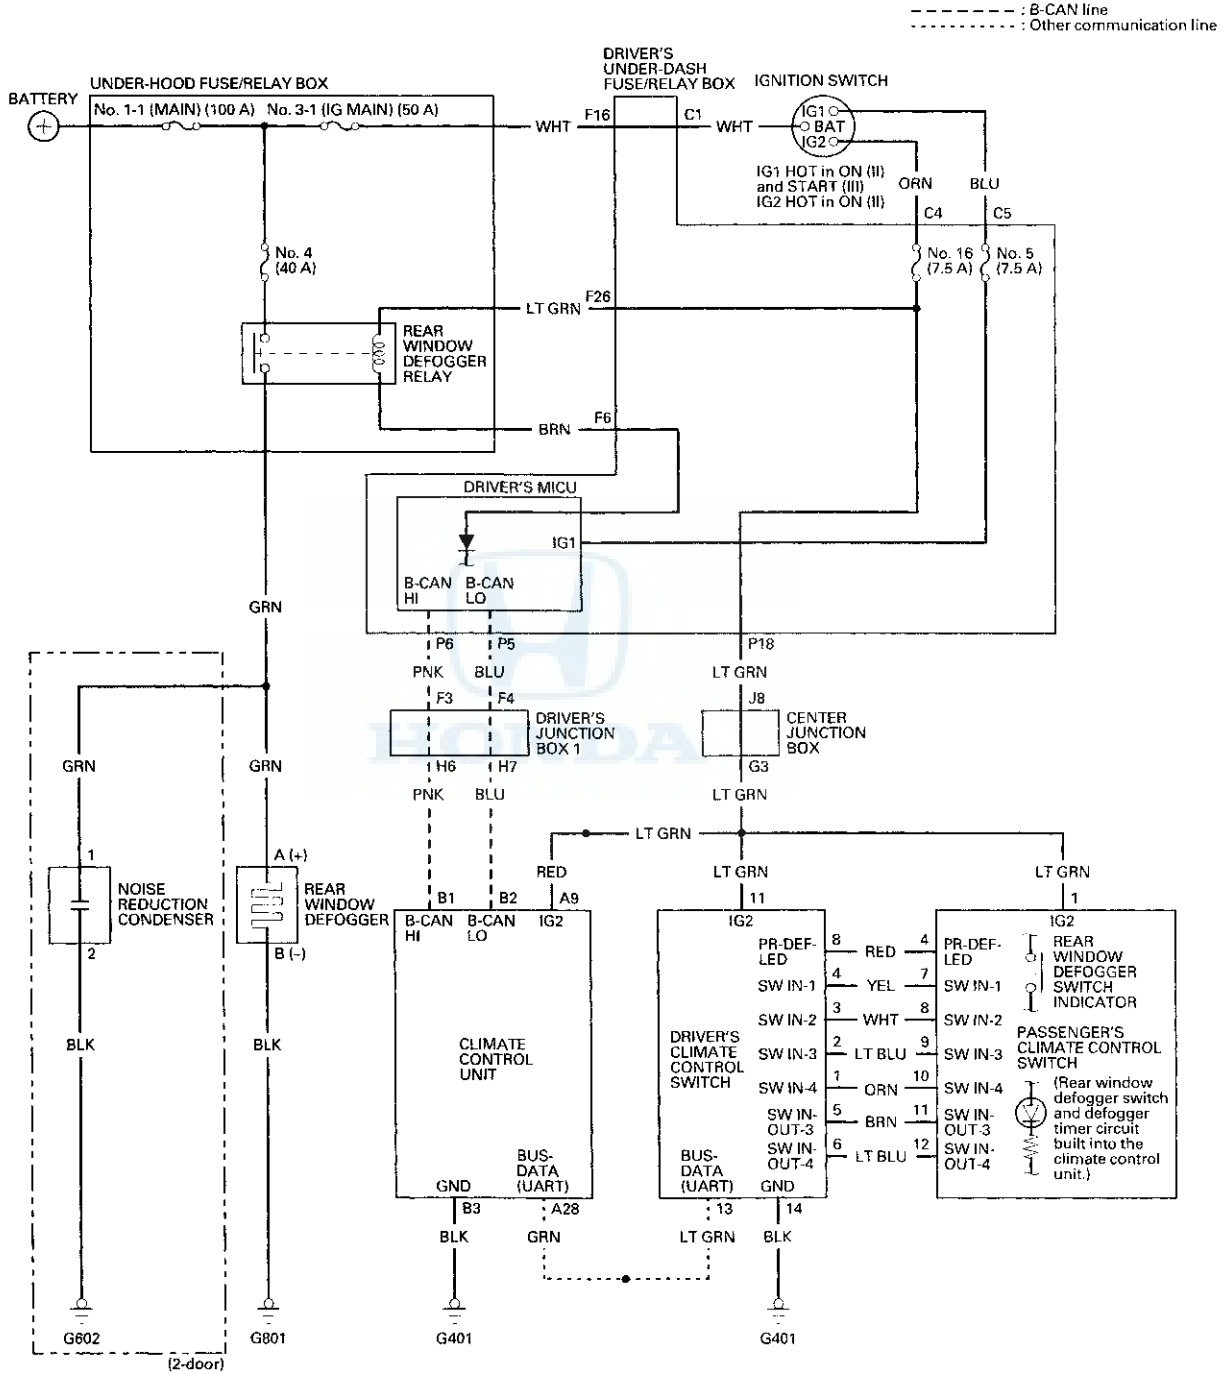 : B-CAN line
: Other communication line
DRIVER'S
UNDER-DASH
FUSE/RELAY BOX
IGNITION SWITCH
UNDER-HOOD FUSE/RELAY BOX
BATTERY
No. 1-1 (MAIN) (100 A)
No. 3-1 (IG MAIN) (50 A)
WHT
F16
C1
WHT
IG1
BAT
IG2
IG1 HOT in ON (II)
and START (III)
IG2 HOT in ON (II)
ORN
BLU
C4
C5
No. 4
(40 A)
No. 16
(7.5 A)
No. 5
(7.5 A)
LT GRN
F26
REAR
WINDOW
DEFOGGER
RELAY
BRN
F6
DRIVER'S MICU
IG1
B-CAN
HI
B-CAN
LO
GRN
P6
P5
P18
PNK
BLU
LT GRN
F3
F4
J8
DRIVER'S
JUNCTION
BOX 1
CENTER
JUNCTION
BOX
HONDA
H6
H7
G3
GRN
GRN
PNK
BLU
LT GRN
LT GRN
RED
LT GRN
LT GRN
1
A (+)
B1
B2
A9
11
1
NOISE
REDUCTION
CONDENSER
REAR
WINDOW
DEFOGGER
2
B (-)
B-CAN
HI
B-CAN
LO
IG2
IG2
IG2
PR-DEF-
LED
8
RED
4
PR-DEF-
LED
REAR
WINDOW
DEFOGGER
SWITCH
INDICATOR
SW IN-1
4
YEL
7
SW IN-1
SW IN-2
3
WHT
8
SW IN-2
BLK
BLK
CLIMATE
CONTROL
UNIT
DRIVER'S
CLIMATE
CONTROL
SWITCH
PASSENGER'S
CLIMATE CONTROL
SWITCH
SW IN-3
2
LT BLU
9
SW IN-3
SW IN-4
1
ORN
10
SW IN-4
(Rear window
defogger switch
and defogger
timer circuit
built into the
climate control
unit.)
SW IN-
OUT-3
5
BRN
11
SW IN-
OUT-3
SW IN-
OUT-4
6
LT BLU
12
SW IN-
OUT-4
GND
BUS-
DATA
(UART)
BUS-
DATA
(UART)
GND
B3
A28
13
14
BLK
GRN
LT GRN
BLK
G602
G801
G401
G401
(2-door)